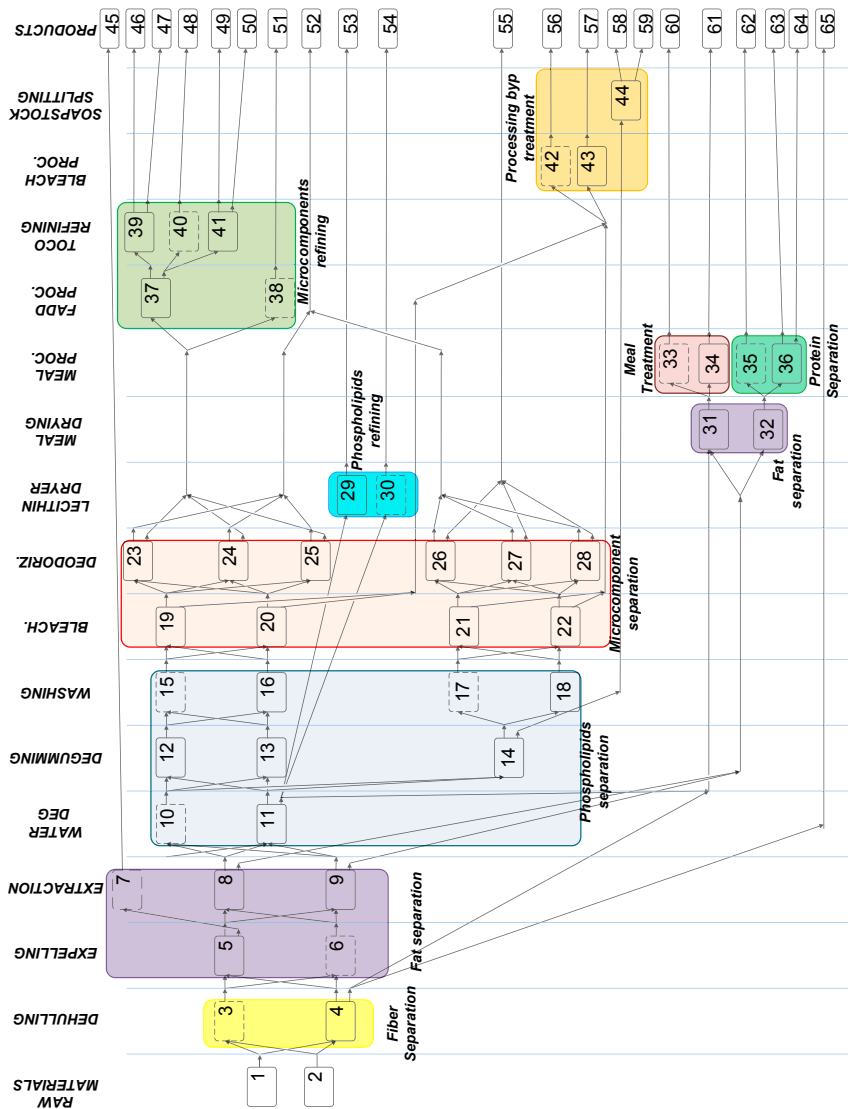 RAW
MATERIALS
DEHULLING
EXPELLING
EXTRACTION
WATER
DEG
DEGUMMING
WASHING
BLEACH.
DEODORIZ.
LECITHIN
DRYER
MEAL
DRYING
MEAL
PROC.
FADD
PROC.
TOCO
REFINING
BLEACH
PROC.
SOAPSTOCK
SPLITTING
PRODUCTS
1
2
3
4
Fiber
Separation
5
6
7
8
9
Fat separation
10
11
12
13
14
15
16
17
18
Phospholipids
separation
19
20
21
22
23
24
25
26
27
28
Microcomponent
separation
29
30
Phospholipids
refining
31
32
Fat
separation
33
34
Meal
Treatment
35
36
Protein
Separation
37
38
39
40
41
Microcomponents
refining
42
43
44
Processing byp
treatment
45
46
47
48
49
50
51
52
53
54
55
56
57
58
59
60
61
62
63
64
65